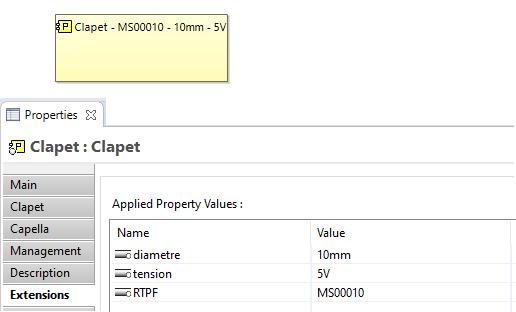 P Clapet - MS00010 - 10mm - 5V
Properties
P Clapet : Clapet
Main
Clapet
Capella
Management
Description
Extensions
Applied Property Values :
Name Value
diametre 10mm
tension 5V
RTPF MS00010